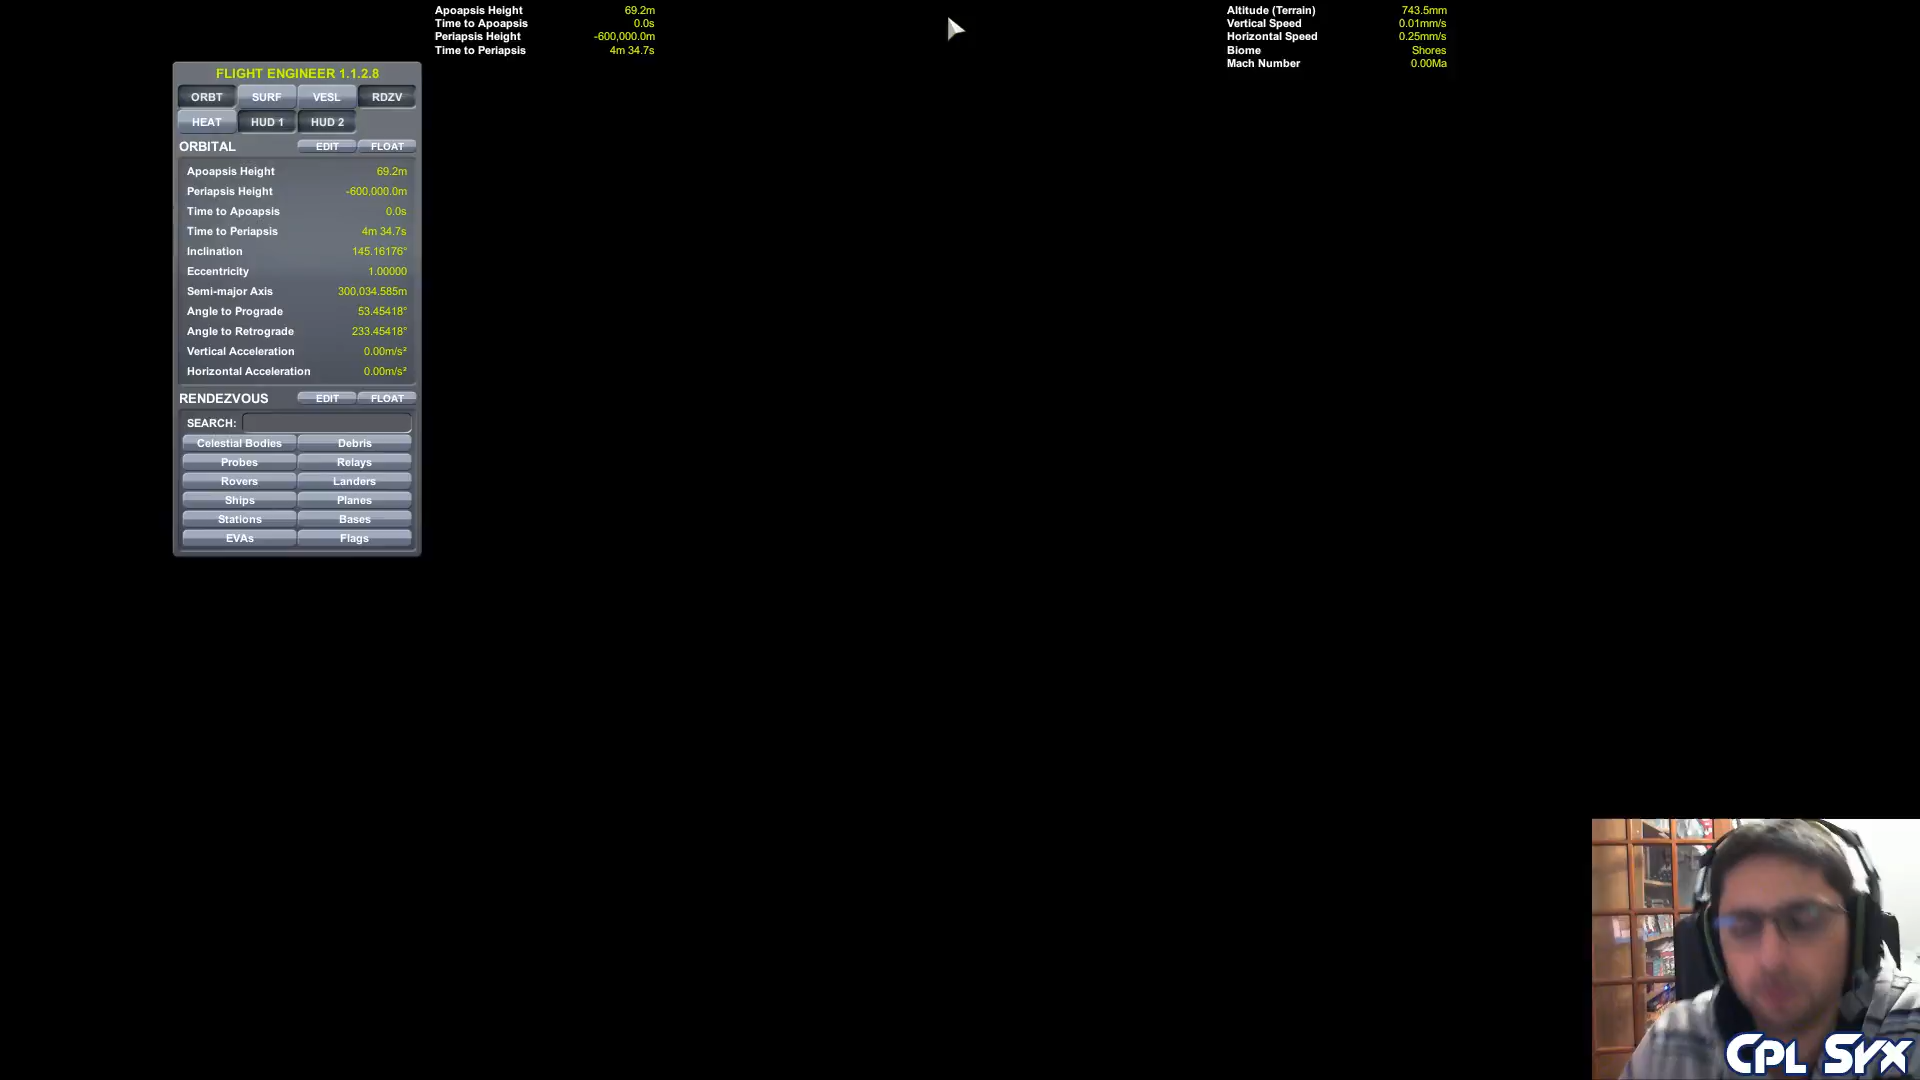 Apoapsis Height 69.2m
Time to Apoapsis 0.0s
Periapsis Height -600,000.0m
Time to Periapsis 4m 34.7s
Altitude (Terrain) 743.5mm
Vertical Speed 0.01mm/s
Horizontal Speed 0.25mm/s
Biome Shores
Mach Number 0.00Ma
FLIGHT ENGINEER 1.1.2.8
ORBT SURF VESL RDZV
HEAT HUD 1 HUD 2
ORBITAL EDIT FLOAT
Apoapsis Height 69.2m
Periapsis Height -600,000.0m
Time to Apoapsis 0.0s
Time to Periapsis 4m 34.7s
Inclination 145.16176°
Eccentricity 1.00000
Semi-major Axis 300,034.585m
Angle to Prograde 53.45418°
Angle to Retrograde 233.45418°
Vertical Acceleration 0.00m/s²
Horizontal Acceleration 0.00m/s²
RENDEZVOUS EDIT FLOAT
SEARCH:
Celestial Bodies Debris
Probes Relays
Rovers Landers
Ships Planes
Stations Bases
EVAs Flags
CPL SYX